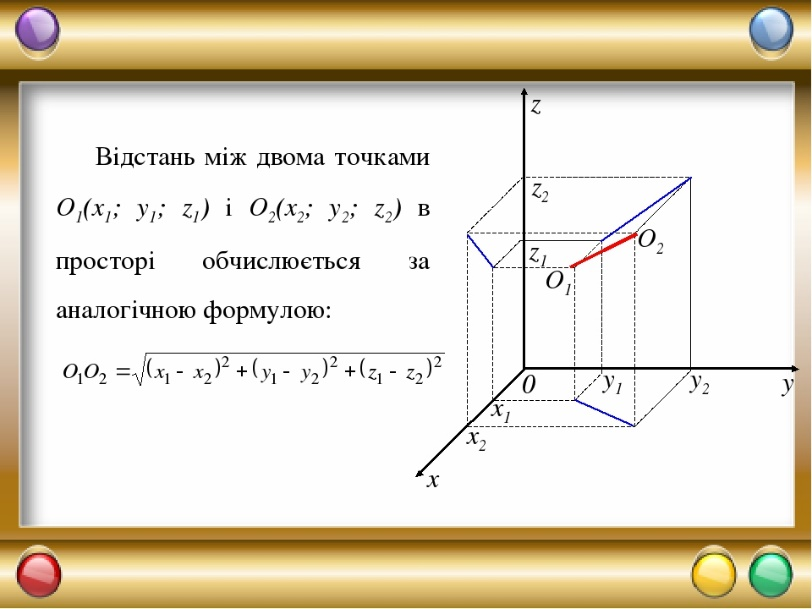 Відстань між двома точками
O₁(x₁; y₁; z₁) і O₂(x₂; y₂; z₂) в
просторі обчислюється за
аналогічною формулою:
O₁O₂ = √((x₁ - x₂)² + (y₁ - y₂)² + (z₁ - z₂)²)
z
z₂
O₂
z₁
O₁
0
y₁
y₂
y
x₁
x₂
x